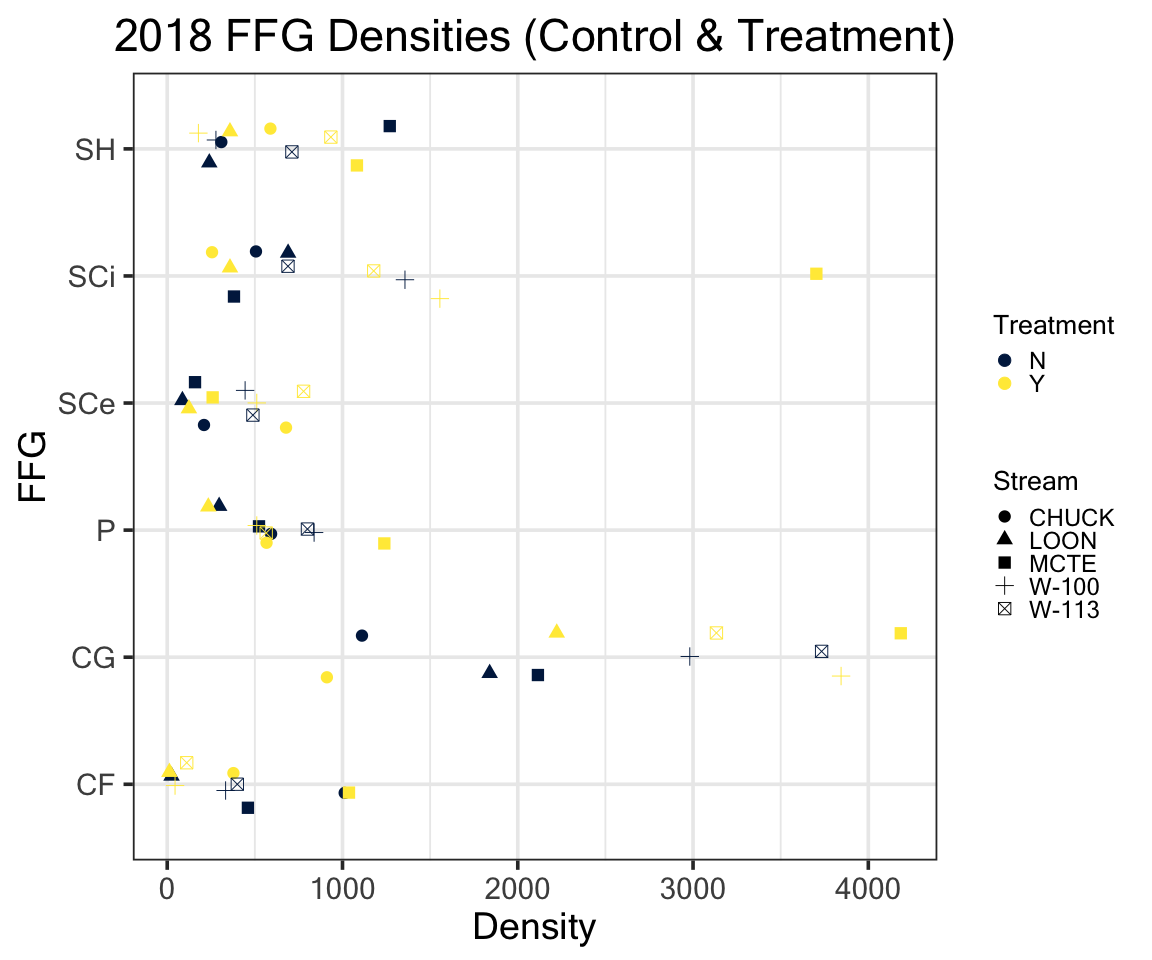 2018 FFG Densities (Control & Treatment)
SH
SCi
SCe
P
CG
CF
FFG
0 1000 2000 3000 4000
Density
Treatment
N
Y
Stream
CHUCK
LOON
MCTE
W-100
W-113